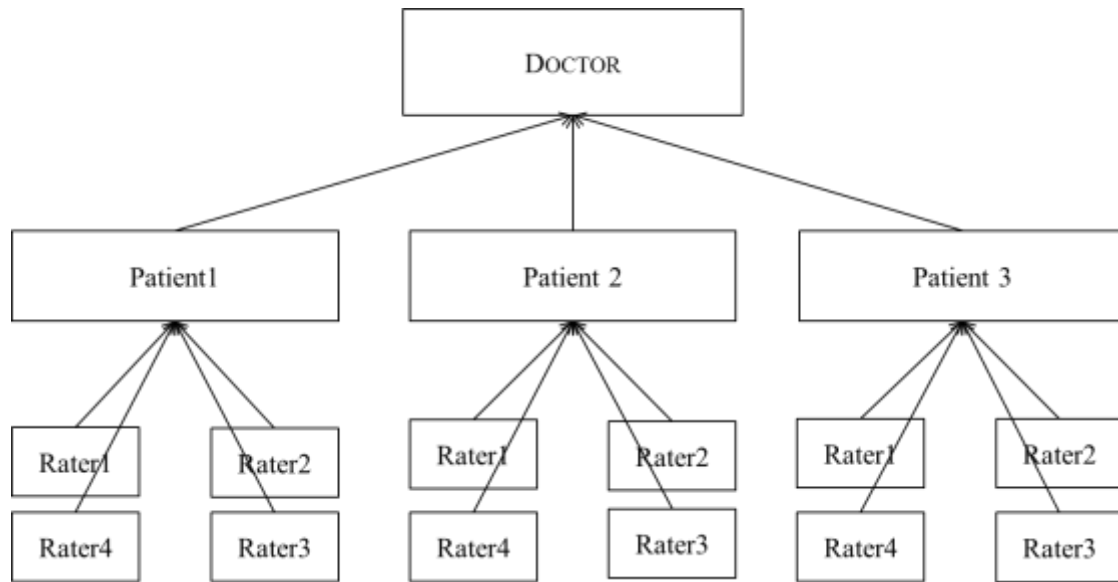 DOCTOR
Patient1
Patient 2
Patient 3
Rater1
Rater2
Rater1
Rater2
Rater1
Rater2
Rater4
Rater3
Rater4
Rater3
Rater4
Rater3